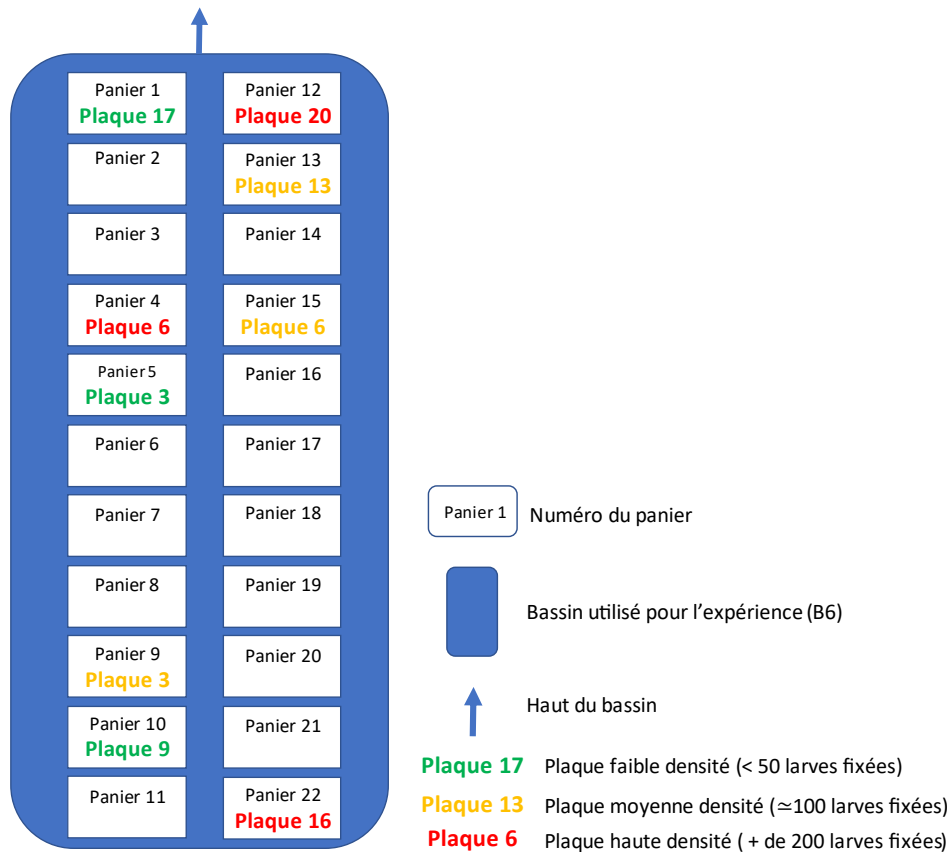 Panier 1
Plaque 17
Panier 2
Panier 3
Panier 4
Plaque 6
Panier 5
Plaque 3
Panier 6
Panier 7
Panier 8
Panier 9
Plaque 3
Panier 10
Plaque 9
Panier 11
Panier 12
Plaque 20
Panier 13
Plaque 13
Panier 14
Panier 15
Plaque 6
Panier 16
Panier 17
Panier 18
Panier 19
Panier 20
Panier 21
Panier 22
Plaque 16
Panier 1 Numéro du panier
Bassin utilisé pour l'expérience (B6)
Haut du bassin
Plaque 17 Plaque faible densité (< 50 larves fixées)
Plaque 13 Plaque moyenne densité (≃100 larves fixées)
Plaque 6 Plaque haute densité ( + de 200 larves fixées)